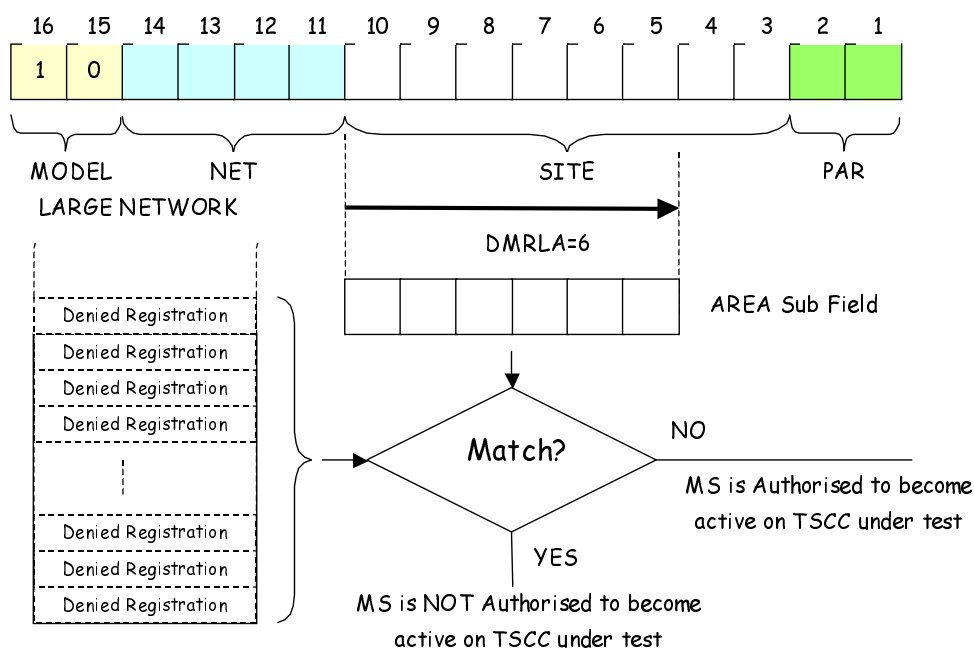 16 15 14 13 12 11 10 9 8 7 6 5 4 3 2 1
1 0
MODEL NET SITE PAR
LARGE NETWORK
DMRLA=6
AREA Sub Field
Denied Registration
Denied Registration
Denied Registration
Denied Registration
Match?
NO
MS is Authorised to become
active on TSCC under test
Denied Registration
Denied Registration
Denied Registration
YES
MS is NOT Authorised to become
active on TSCC under test